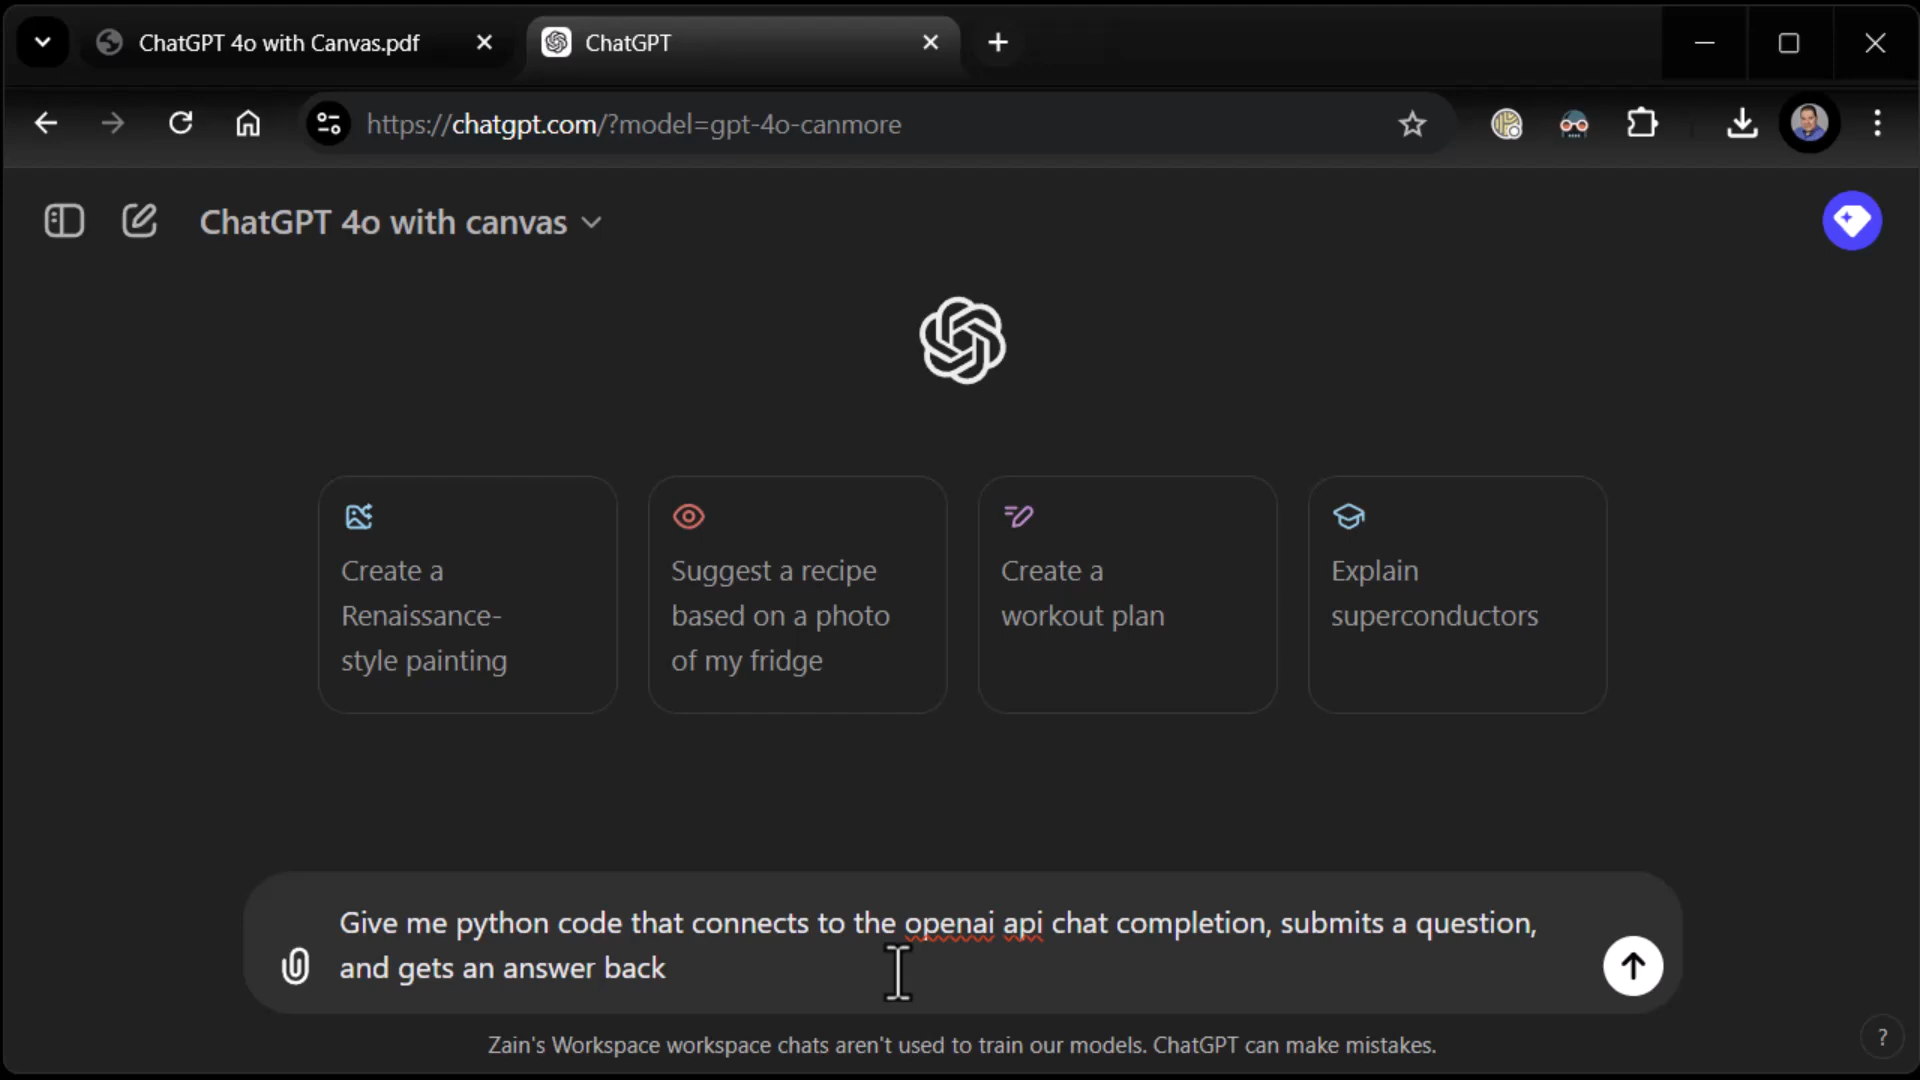 ChatGPT 4o with Canvas.pdf
ChatGPT
https://chatgpt.com/?model=gpt-4o-canmore
ChatGPT 4o with canvas
Create a
Renaissance-
style painting
Suggest a recipe
based on a photo
of my fridge
Create a
workout plan
Explain
superconductors
Give me python code that connects to the openai api chat completion, submits a question,
and gets an answer back
Zain's Workspace workspace chats aren't used to train our models. ChatGPT can make mistakes.
?